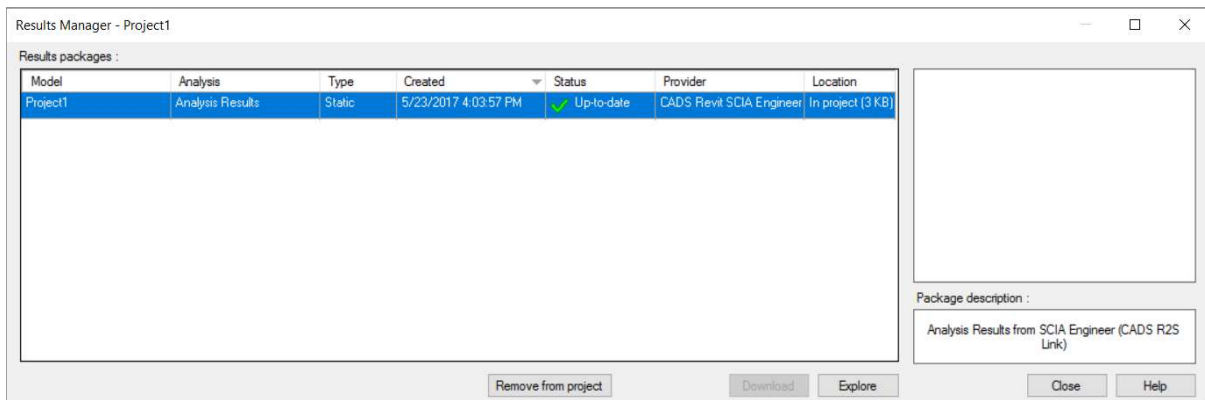 Results Manager - Project1
Results packages :
Model Analysis Type Created Status Provider Location
Project1 Analysis Results Static 5/23/2017 4:03:57 PM Up-to-date CADS Revit SCIA Engineer In project (3 KB)
Package description :
Analysis Results from SCIA Engineer (CADS R2S
Link)
Remove from project Download Explore Close Help